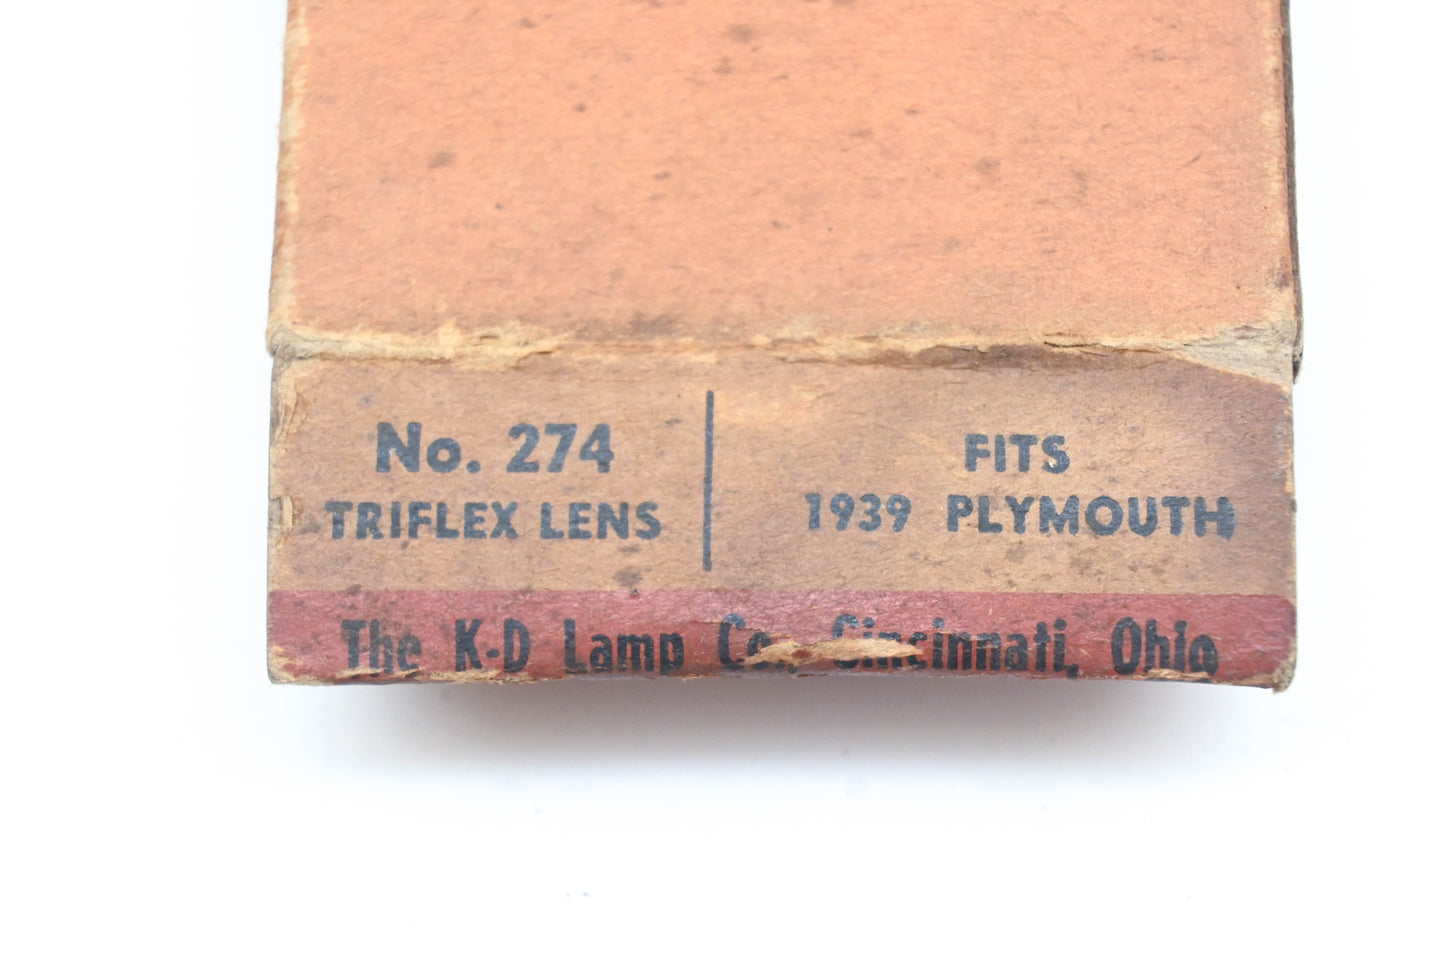 No. 274
TRIFLEX LENS
FITS
1939 PLYMOUTH
The K-D Lamp Co., Cincinnati, Ohio